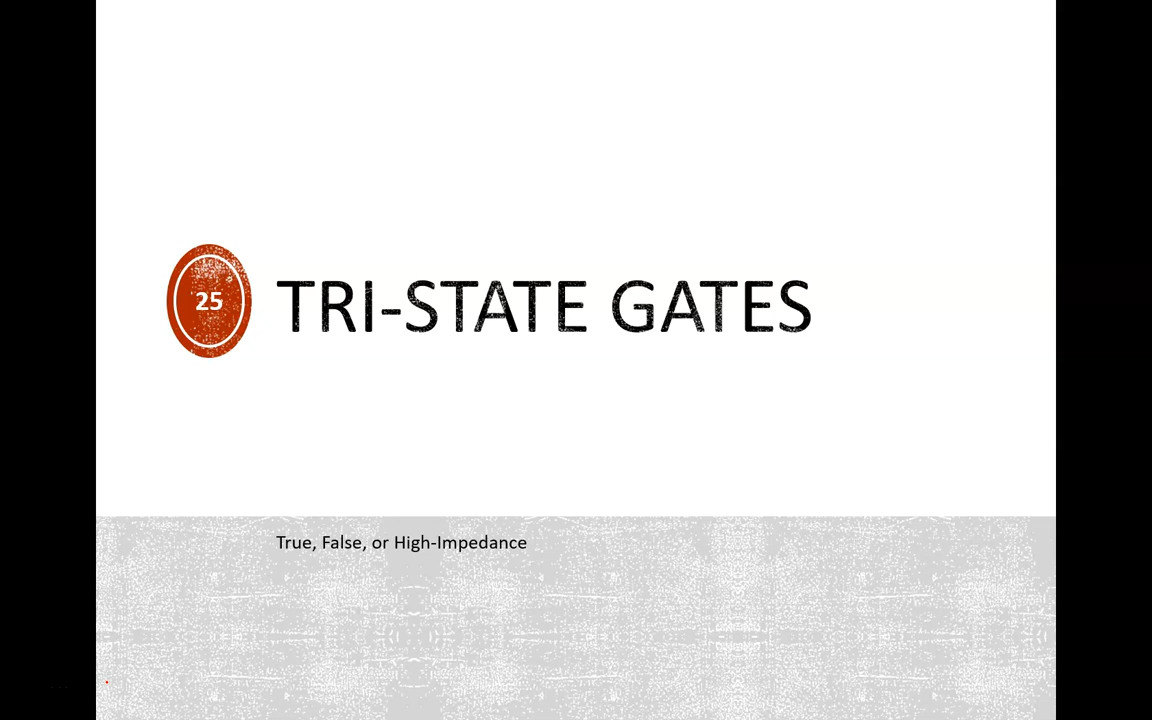 25
TRI-STATE GATES
True, False, or High-Impedance